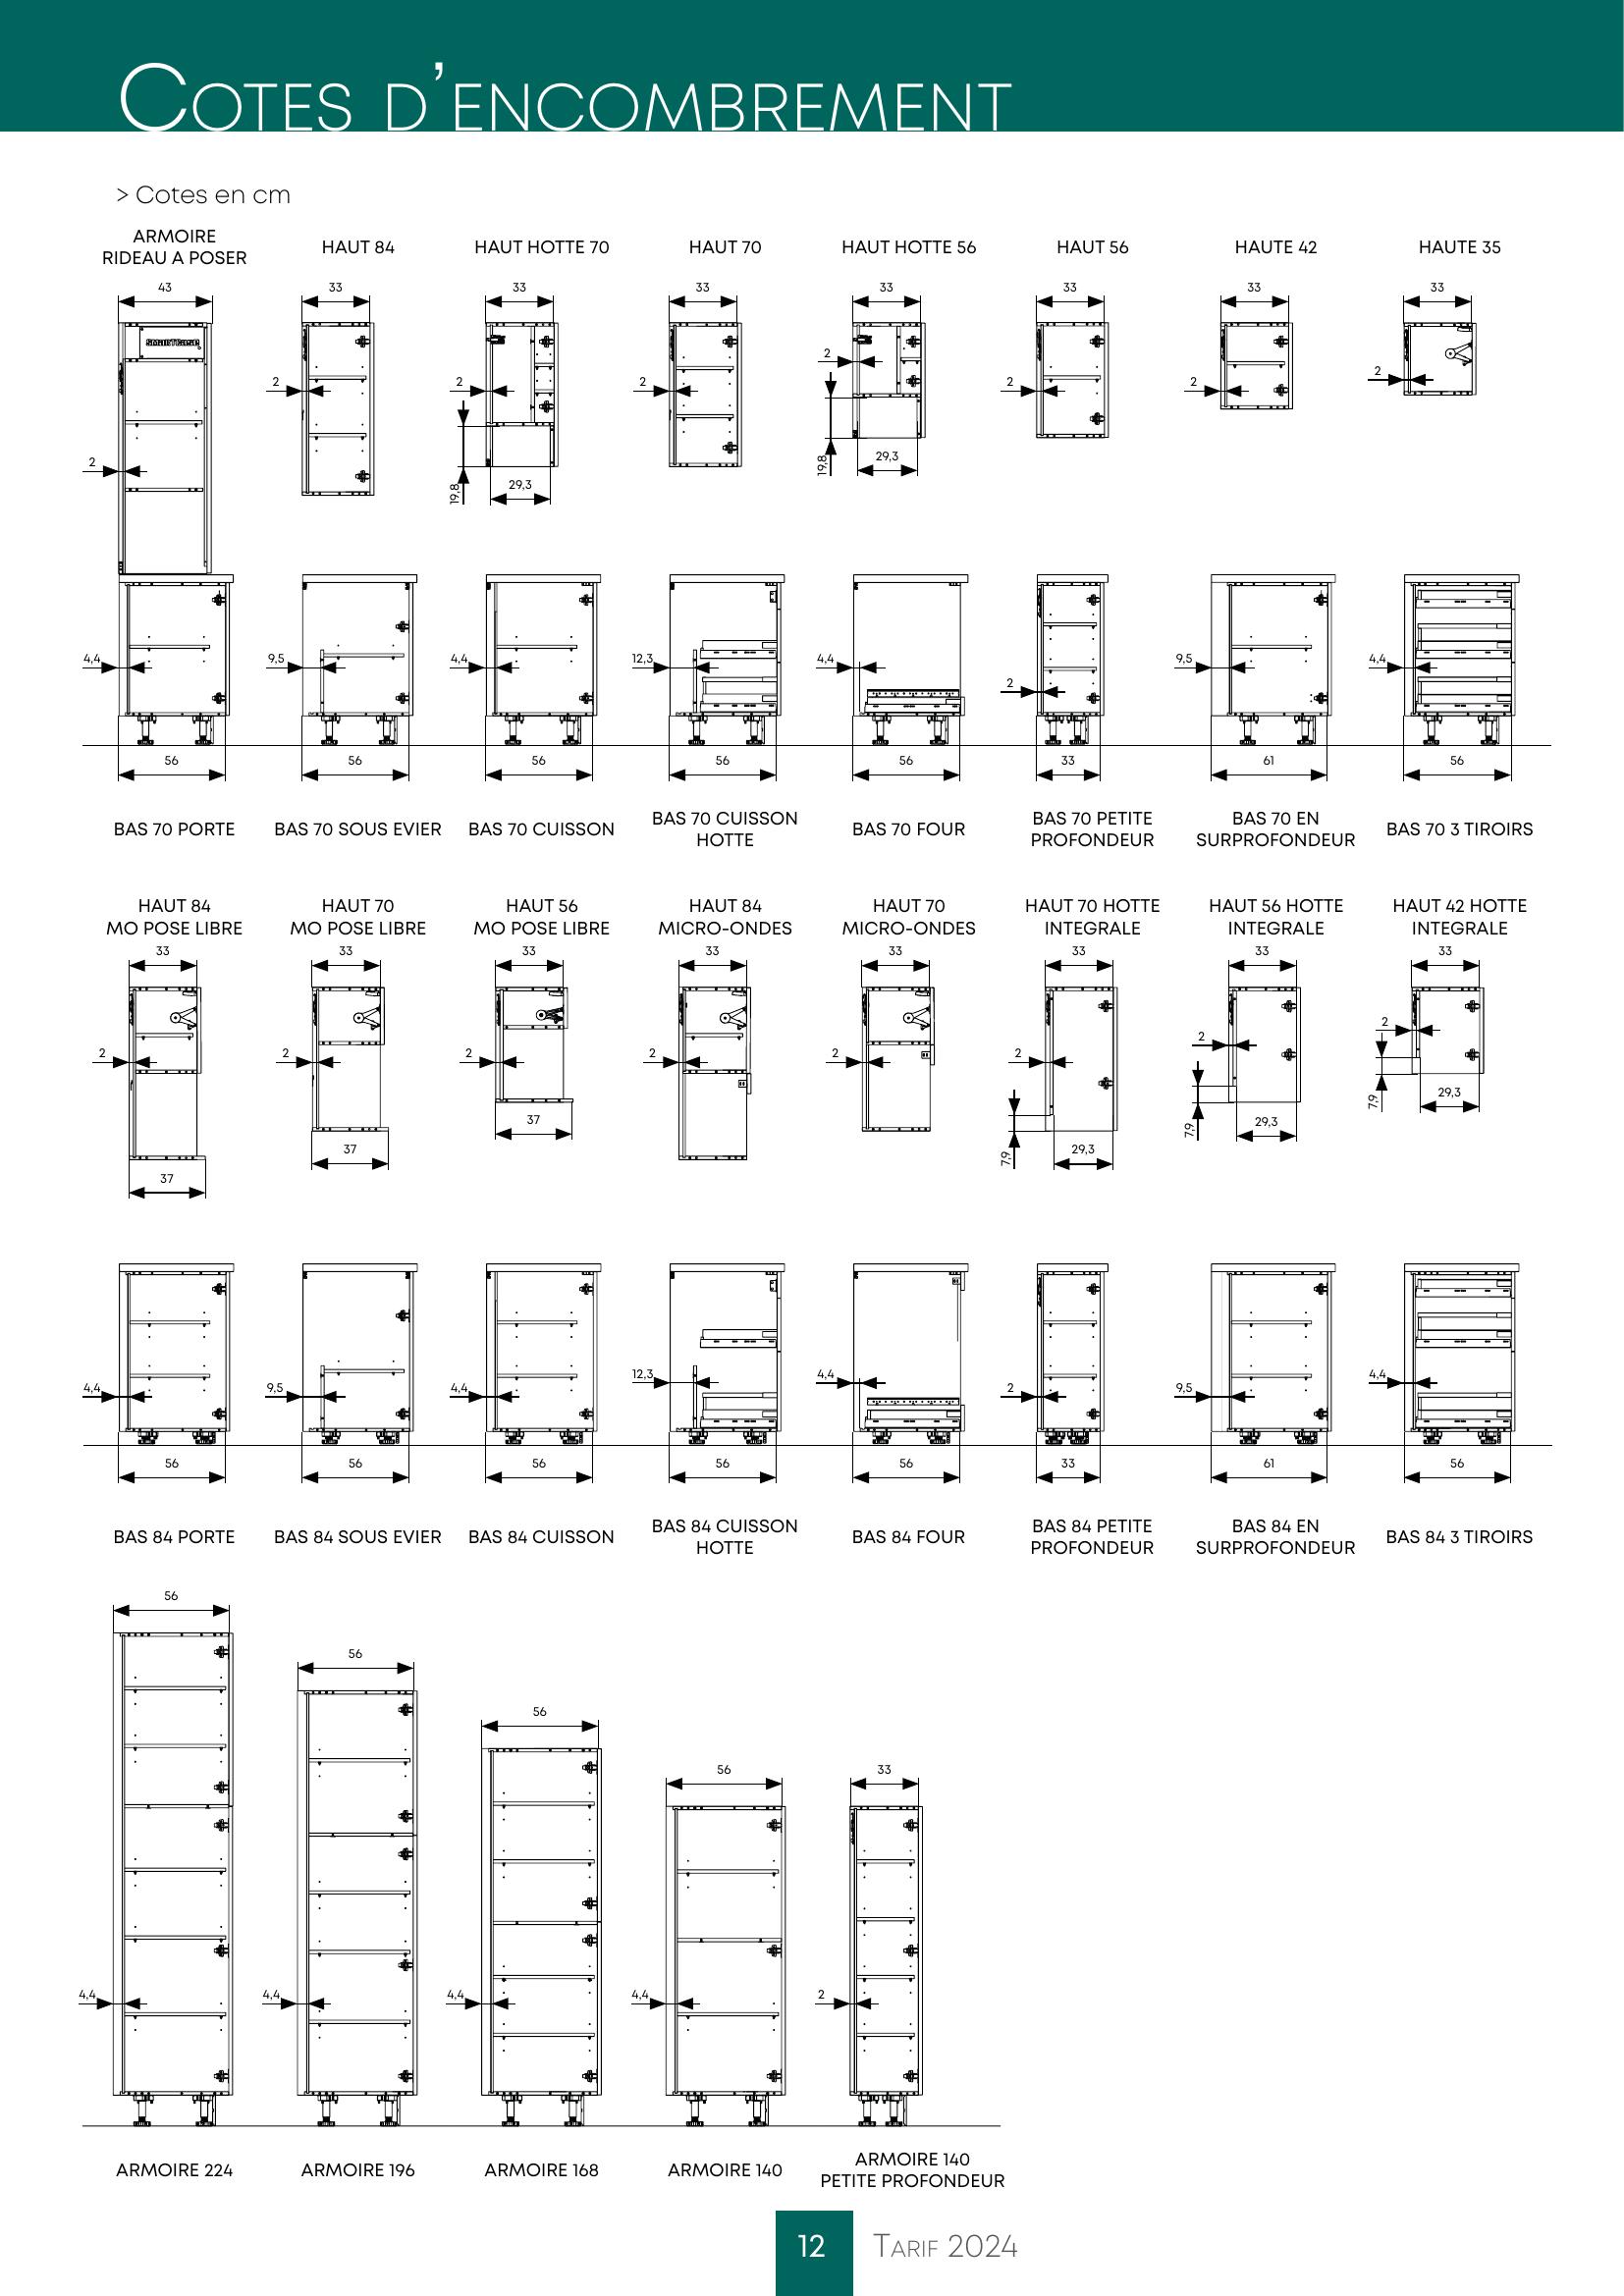 COTES D'ENCOMBREMENT
> Cotes en cm
ARMOIRE
RIDEAU A POSER
HAUT 84
HAUT HOTTE 70
HAUT 70
HAUT HOTTE 56
HAUT 56
HAUTE 42
HAUTE 35
43
33
33
33
33
33
33
33
2
2
2
2
2
2
2
2
19,8
29,3
19,8
29,3
4,4
9,5
4,4
12,3
4,4
2
9,5
4,4
56
56
56
56
56
33
61
56
BAS 70 PORTE
BAS 70 SOUS EVIER
BAS 70 CUISSON
BAS 70 CUISSON
HOTTE
BAS 70 FOUR
BAS 70 PETITE
PROFONDEUR
BAS 70 EN
SURPROFONDEUR
BAS 70 3 TIROIRS
HAUT 84
MO POSE LIBRE
HAUT 70
MO POSE LIBRE
HAUT 56
MO POSE LIBRE
HAUT 84
MICRO-ONDES
HAUT 70
MICRO-ONDES
HAUT 70 HOTTE
INTEGRALE
HAUT 56 HOTTE
INTEGRALE
HAUT 42 HOTTE
INTEGRALE
33
33
33
33
33
33
33
33
2
2
2
2
2
2
2
2
37
37
37
7,9
29,3
7,9
29,3
7,9
29,3
4,4
9,5
4,4
12,3
4,4
2
9,5
4,4
56
56
56
56
56
33
61
56
BAS 84 PORTE
BAS 84 SOUS EVIER
BAS 84 CUISSON
BAS 84 CUISSON
HOTTE
BAS 84 FOUR
BAS 84 PETITE
PROFONDEUR
BAS 84 EN
SURPROFONDEUR
BAS 84 3 TIROIRS
56
56
56
56
33
4,4
4,4
4,4
4,4
2
ARMOIRE 224
ARMOIRE 196
ARMOIRE 168
ARMOIRE 140
ARMOIRE 140
PETITE PROFONDEUR
12
TARIF 2024